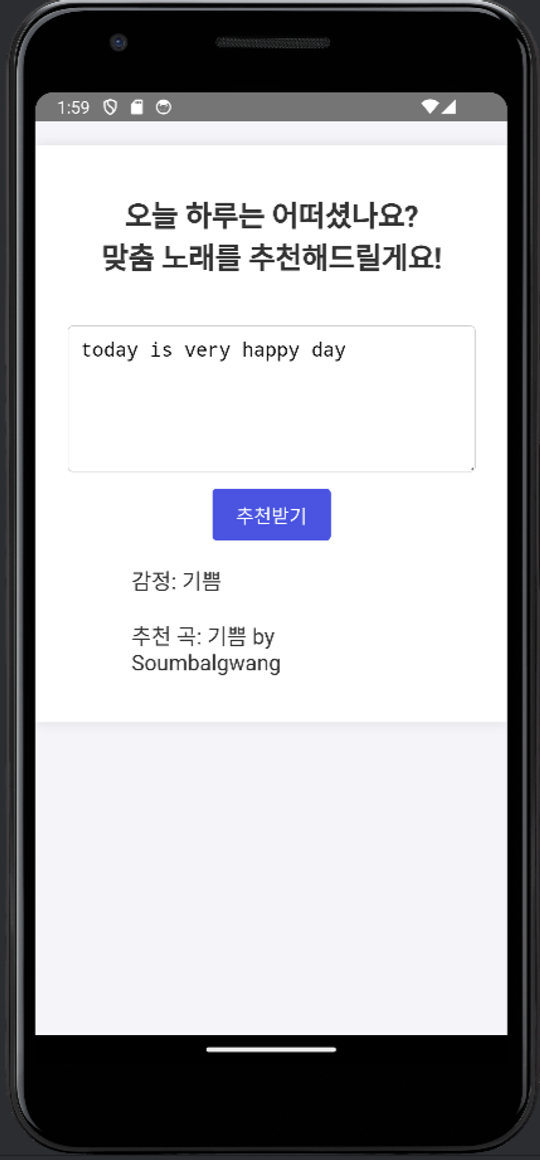 1:59
오늘 하루는 어떠셨나요?
맞춤 노래를 추천해드릴게요!
today is very happy day
추천받기
감정: 기쁨
추천 곡: 기쁨 by
Soumbalgwang